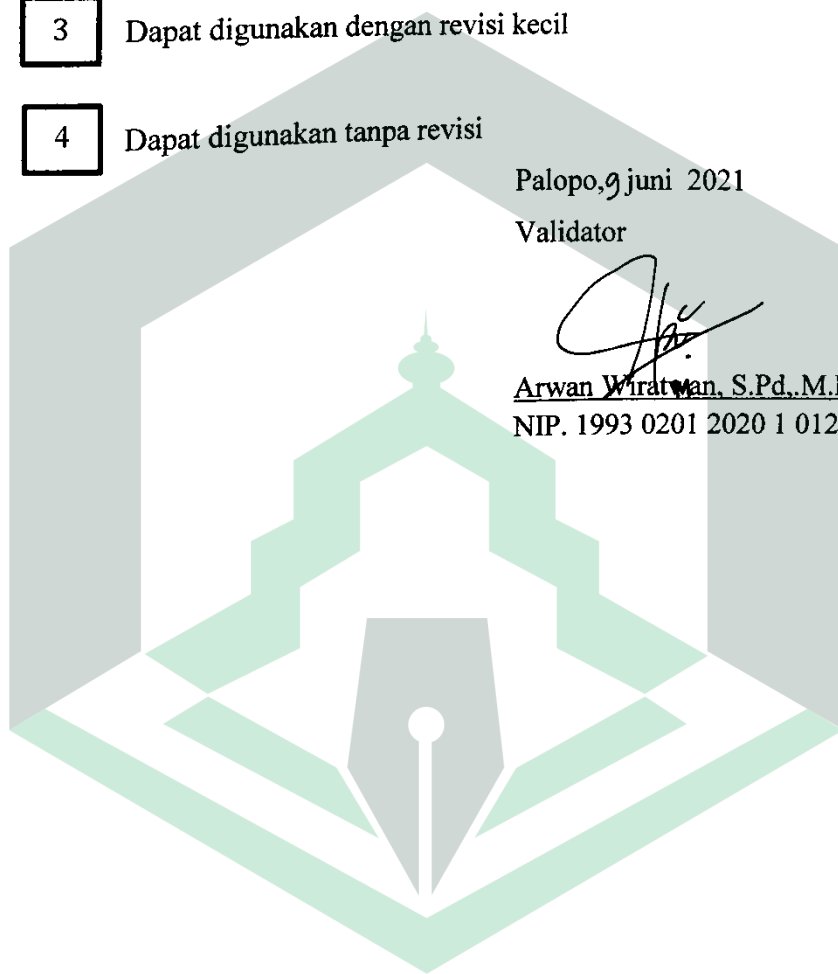 3 Dapat digunakan dengan revisi kecil
4 Dapat digunakan tanpa revisi
Palopo, 9 juni 2021
Validator
Arwan Wiratman, S.Pd,.M.
NIP. 1993 0201 2020 1 012